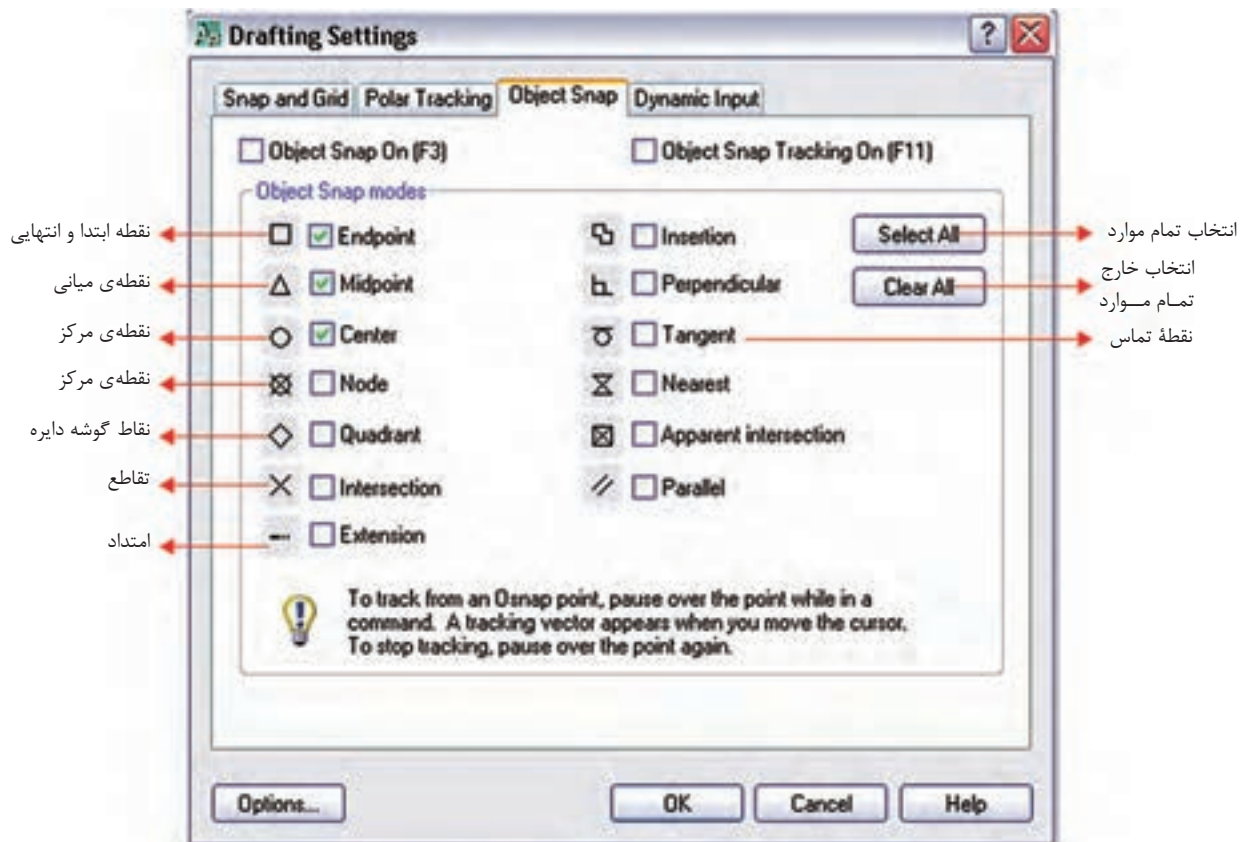 Drafting Settings
Snap and Grid Polar Tracking Object Snap Dynamic Input
Object Snap On (F3) Object Snap Tracking On (F11)
Object Snap modes
نقطه ابتدا و انتهایی Endpoint Insertion Select All انتخاب تمام موارد
نقطه‌ی میانی Midpoint Perpendicular Clear All انتخاب خارج
تمـام مــوارد
نقطه‌ی مرکز Center Tangent نقطۀ تماس
نقطه‌ی مرکز Node Nearest
نقاط گوشه دایره Quadrant Apparent intersection
تقاطع Intersection Parallel
امتداد Extension
To track from an Osnap point, pause over the point while in a
command. A tracking vector appears when you move the cursor.
To stop tracking, pause over the point again.
Options... OK Cancel Help